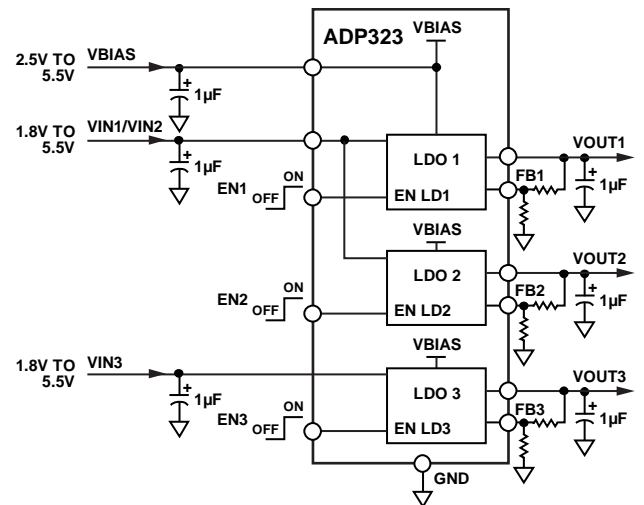 ADP323
VBIAS
2.5V TO
5.5V
VBIAS
+
1µF
1.8V TO
5.5V
VIN1/VIN2
+
1µF
LDO 1
EN LD1
EN1
ON
OFF
VOUT1
FB1
+
1µF
VBIAS
LDO 2
EN LD2
EN2
ON
OFF
VOUT2
FB2
+
1µF
VBIAS
1.8V TO
5.5V
VIN3
+
1µF
LDO 3
EN LD3
EN3
ON
OFF
VOUT3
FB3
+
1µF
GND